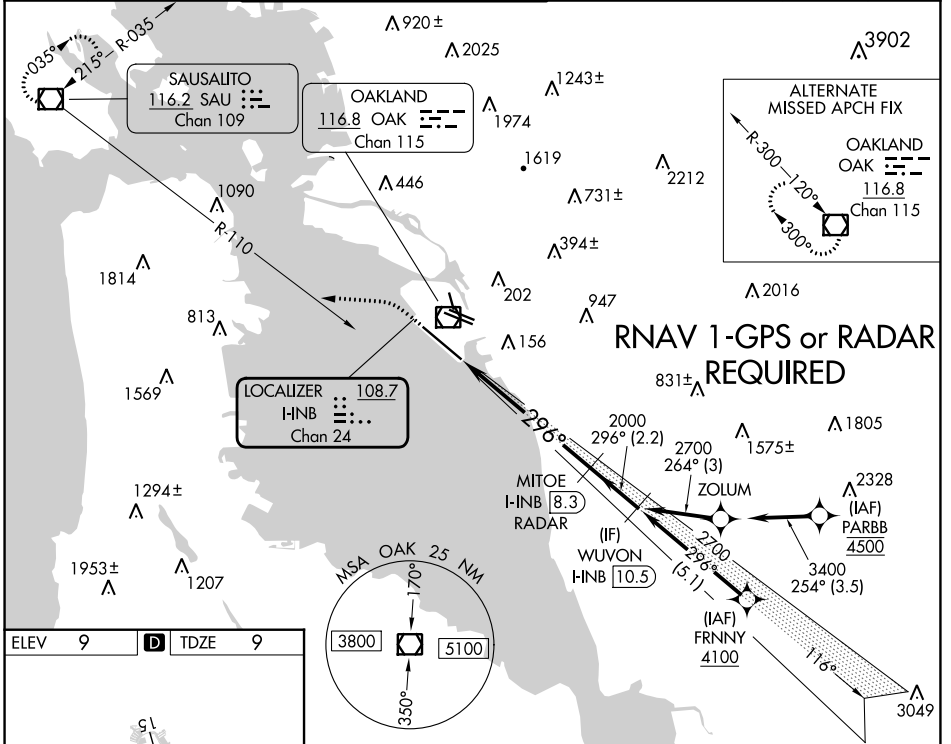 920±
2025
3902
R-035
215°
035°
SAUSALITO
116.2 SAU
Chan 109
OAKLAND
116.8 OAK
Chan 115
1243±
1974
1619
ALTERNATE
MISSED APCH FIX
R-300
120°
300°
OAKLAND
OAK
116.8
Chan 115
446
731±
2212
1090
R-110
394±
1814
202
947
2016
813
156
RNAV 1-GPS or RADAR
REQUIRED
1569
LOCALIZER 108.7
I-INB
Chan 24
831±
296°
2000
296° (2.2)
2700
264° (3)
1575±
1805
MITOE
I-INB 8.3
RADAR
ZOLUM
2328
(IAF)
PARBB
4500
1294±
(IF)
WUVON
I-INB 10.5
2700
296°
(5.1)
3400
254° (3.5)
1953±
1207
MSA OAK 25 NM
170°
3800
5100
350°
(IAF)
FRNNY
4100
116°
3049
ELEV 9
D
TDZE 9
15